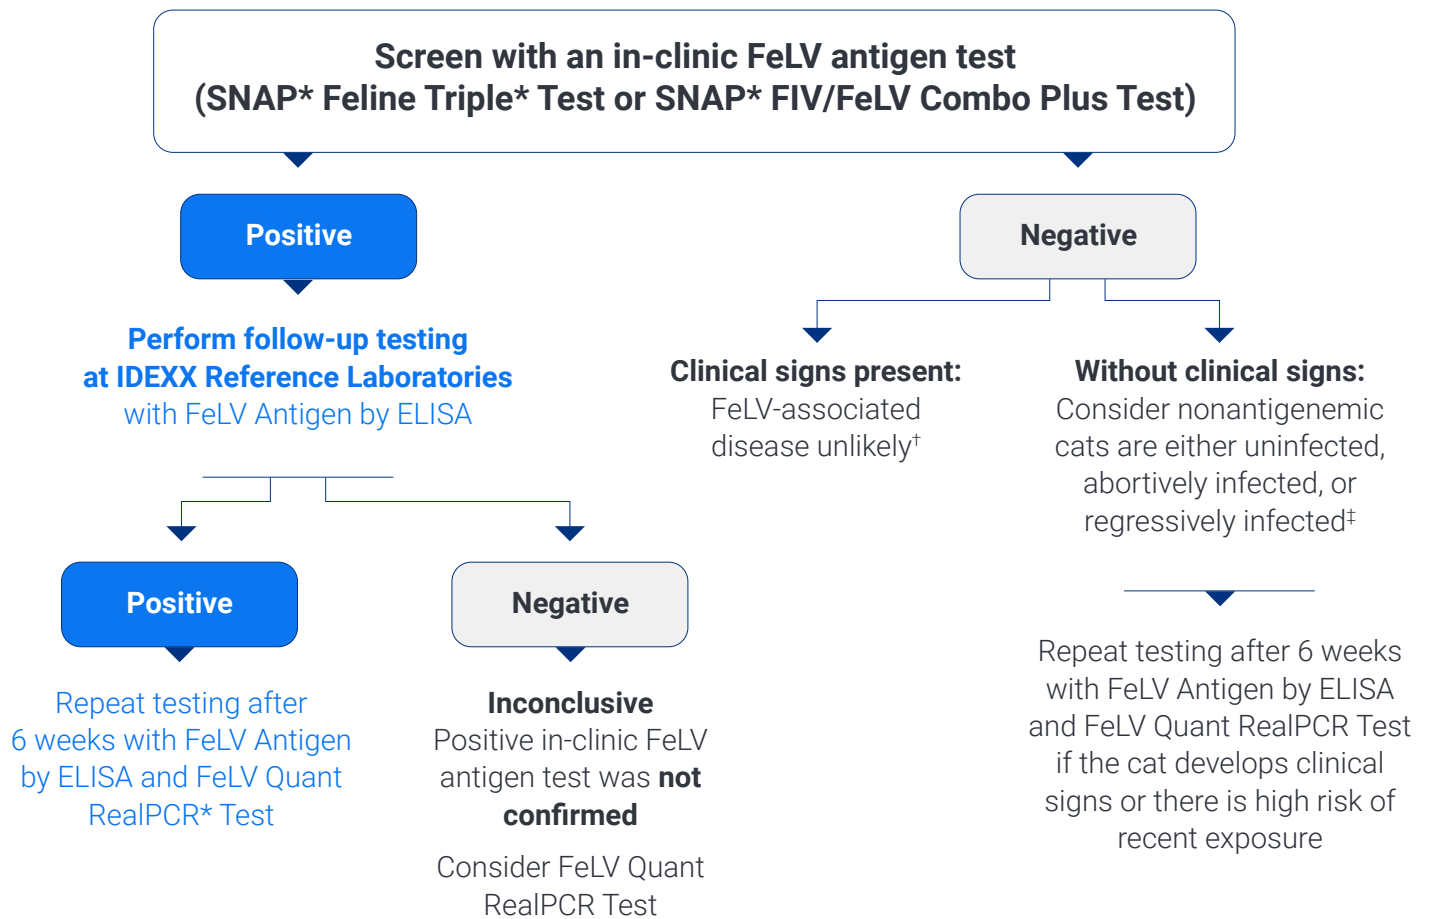 Screen with an in-clinic FeLV antigen test
(SNAP* Feline Triple* Test or SNAP* FIV/FeLV Combo Plus Test)
Positive
Perform follow-up testing
at IDEXX Reference Laboratories
with FeLV Antigen by ELISA
Positive
Repeat testing after
6 weeks with FeLV Antigen
by ELISA and FeLV Quant
RealPCR* Test
Negative
Inconclusive
Positive in-clinic FeLV
antigen test was not
confirmed
Consider FeLV Quant
RealPCR Test
Negative
Clinical signs present:
FeLV-associated
disease unlikely†
Without clinical signs:
Consider nonantigenemic
cats are either uninfected,
abortively infected, or
regressively infected‡
Repeat testing after 6 weeks
with FeLV Antigen by ELISA
and FeLV Quant RealPCR Test
if the cat develops clinical
signs or there is high risk of
recent exposure